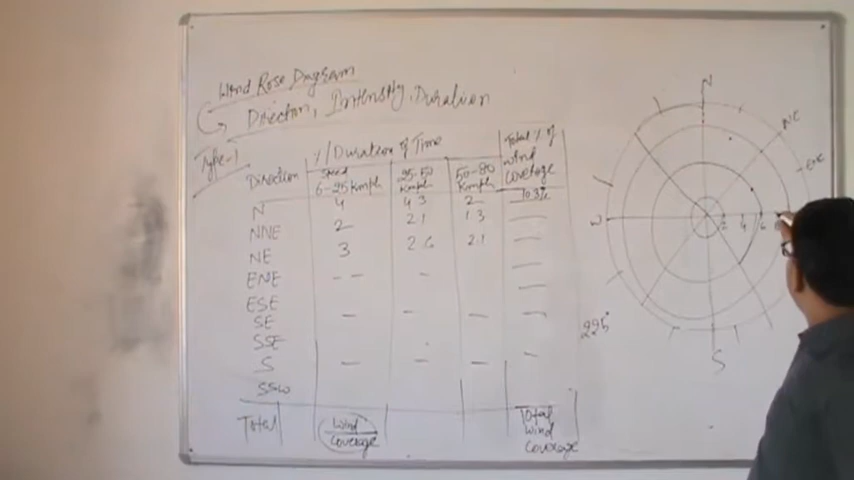 Wind Rose Diagram
Direction, Intensity, Duration
Type-1
% Duration of Time
Total % of
wind
coverage
Direction
Speed
6-25 Kmph
25-50
Kmph
50-80
Kmph
N 4 4.3 2 10.3%
NNE 2 2.1 1.3
NE 3 2.6 2.1
ENE
ESE
SE
SSE
S
SSW
Total
Wind
Coverage
Total
Wind
Coverage
N
NE
ENE
W
2 4 6
S